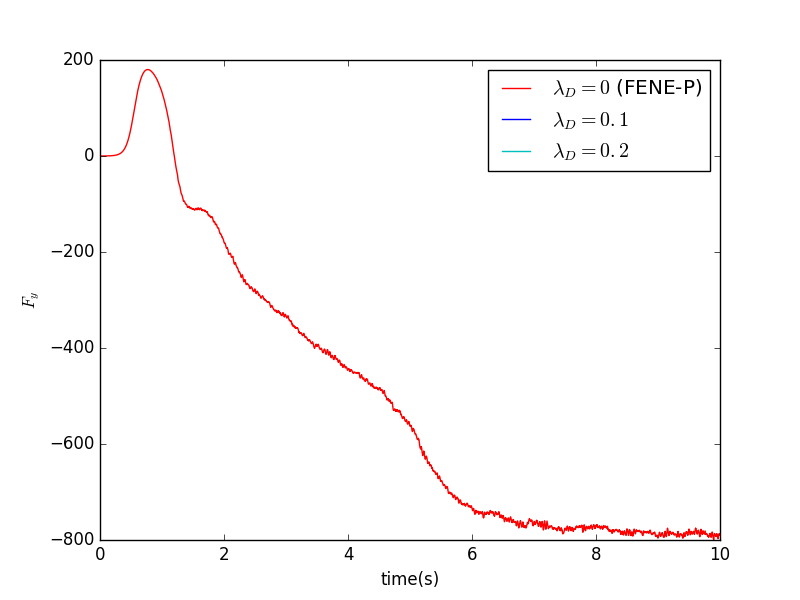 200
0
−200
−400
−600
−800
F_y
0 2 4 6 8 10
time(s)
λ_D = 0 (FENE-P)
λ_D = 0.1
λ_D = 0.2